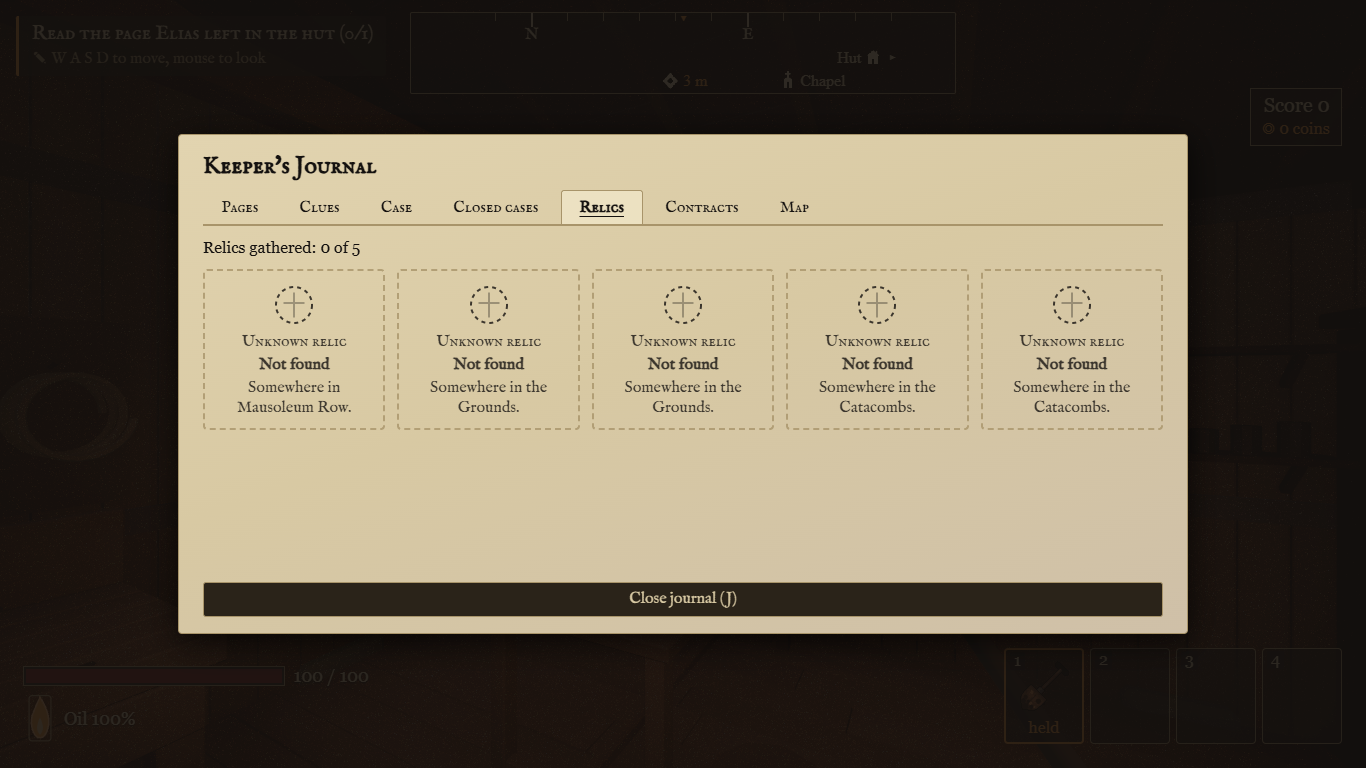 Read the page Elias left in the hut (0/1)
W A S D to move, mouse to look
N
E
Hut
3 m
Chapel
Score 0
0 coins
Keeper's Journal
Pages
Clues
Case
Closed cases
Relics
Contracts
Map
Relics gathered: 0 of 5
Unknown relic
Not found
Somewhere in
Mausoleum Row.
Unknown relic
Not found
Somewhere in the
Grounds.
Unknown relic
Not found
Somewhere in the
Grounds.
Unknown relic
Not found
Somewhere in the
Catacombs.
Unknown relic
Not found
Somewhere in the
Catacombs.
Close journal (J)
100 / 100
Oil 100%
1
held
2
3
4